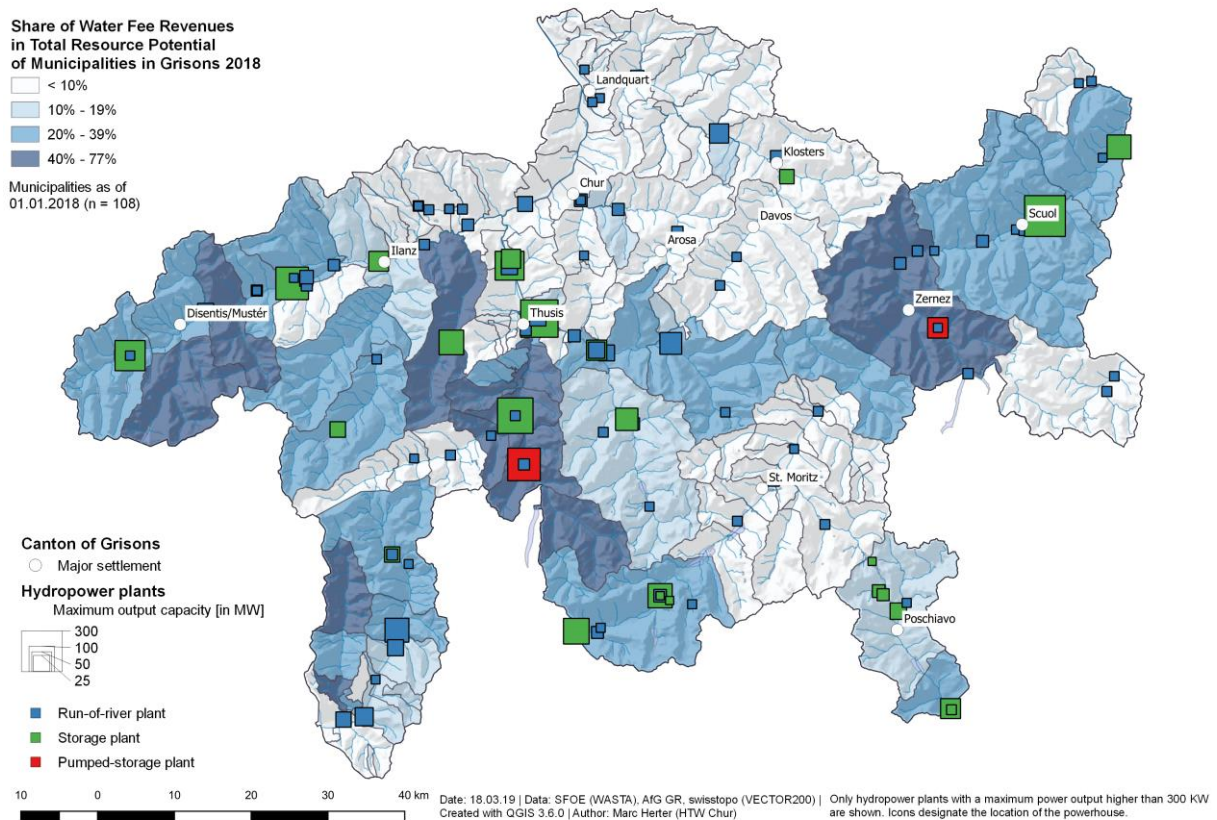 Share of Water Fee Revenues
in Total Resource Potential
of Municipalities in Grisons 2018
< 10%
10% - 19%
20% - 39%
40% - 77%
Municipalities as of
01.01.2018 (n = 108)
Landquart
Klosters
Chur
Davos
Scuol
Arosa
Ilanz
Zernez
Disentis/Mustér
Thusis
St. Moritz
Poschiavo
Canton of Grisons
Major settlement
Hydropower plants
Maximum output capacity [in MW]
300
100
50
25
Run-of-river plant
Storage plant
Pumped-storage plant
10 0 10 20 30 40 km
Date: 18.03.19 | Data: SFOE (WASTA), AfG GR, swisstopo (VECTOR200) |
Created with QGIS 3.6.0 | Author: Marc Herter (HTW Chur)
Only hydropower plants with a maximum power output higher than 300 KW
are shown. Icons designate the location of the powerhouse.